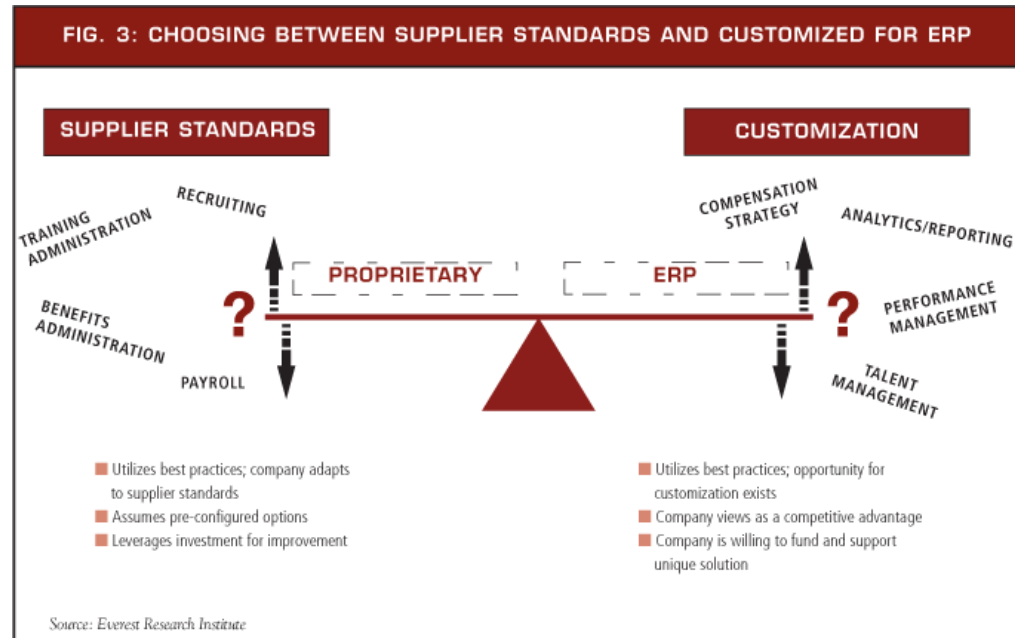 FIG. 3: CHOOSING BETWEEN SUPPLIER STANDARDS AND CUSTOMIZED FOR ERP
SUPPLIER STANDARDS
CUSTOMIZATION
RECRUITING
TRAINING
ADMINISTRATION
BENEFITS
ADMINISTRATION
PAYROLL
?
PROPRIETARY
ERP
COMPENSATION
STRATEGY
ANALYTICS/REPORTING
?
PERFORMANCE
MANAGEMENT
TALENT
MANAGEMENT
Utilizes best practices; company adapts
to supplier standards
Assumes pre-configured options
Leverages investment for improvement
Utilizes best practices; opportunity for
customization exists
Company views as a competitive advantage
Company is willing to fund and support
unique solution
Source: Everest Research Institute